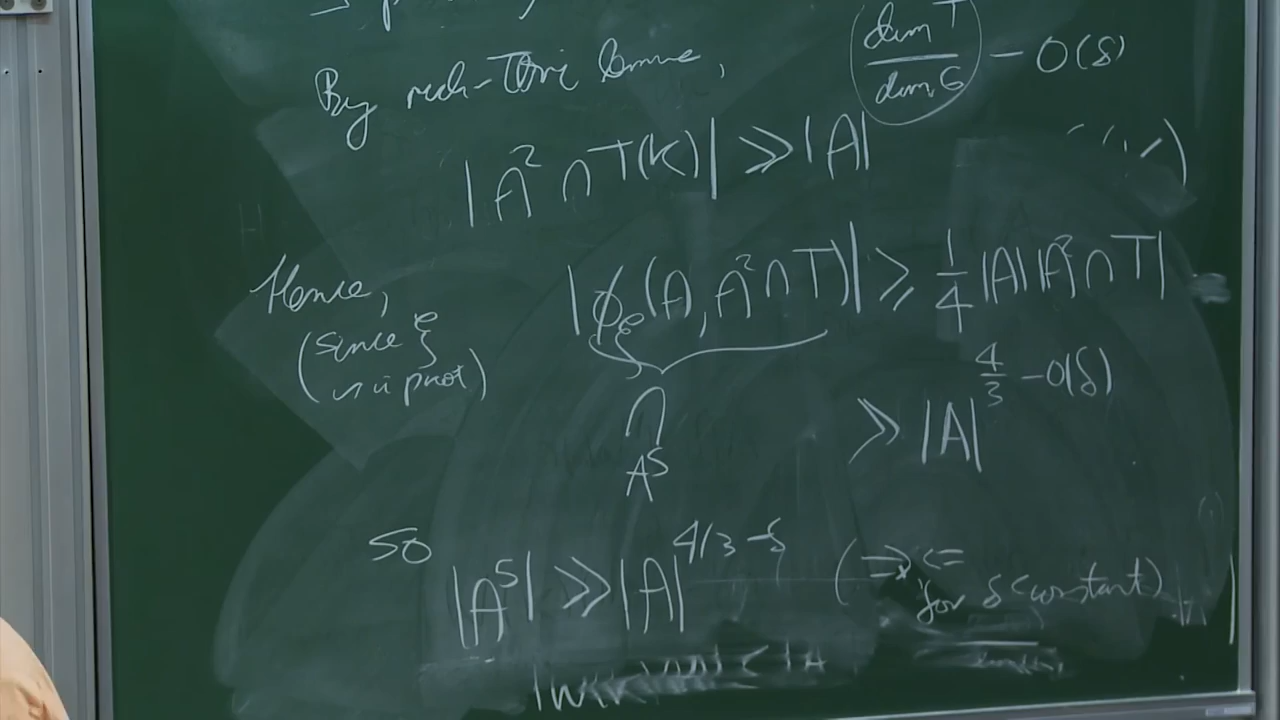 By rich-Tori lemma,
|A² ∩ T(k)| ≫ |A|^{(dim T / dim G) − O(δ)}
Hence, |ϕ_ξ(A, A² ∩ T)| ≥ 1/4 |A| |A² ∩ T|
(since ξ
is a pivot)
∩
A⁵
≫ |A|^{4/3 − O(δ)}
So |A⁵| ≫ |A|^{4/3 − δ} (⇒⇐
for δ < constant)